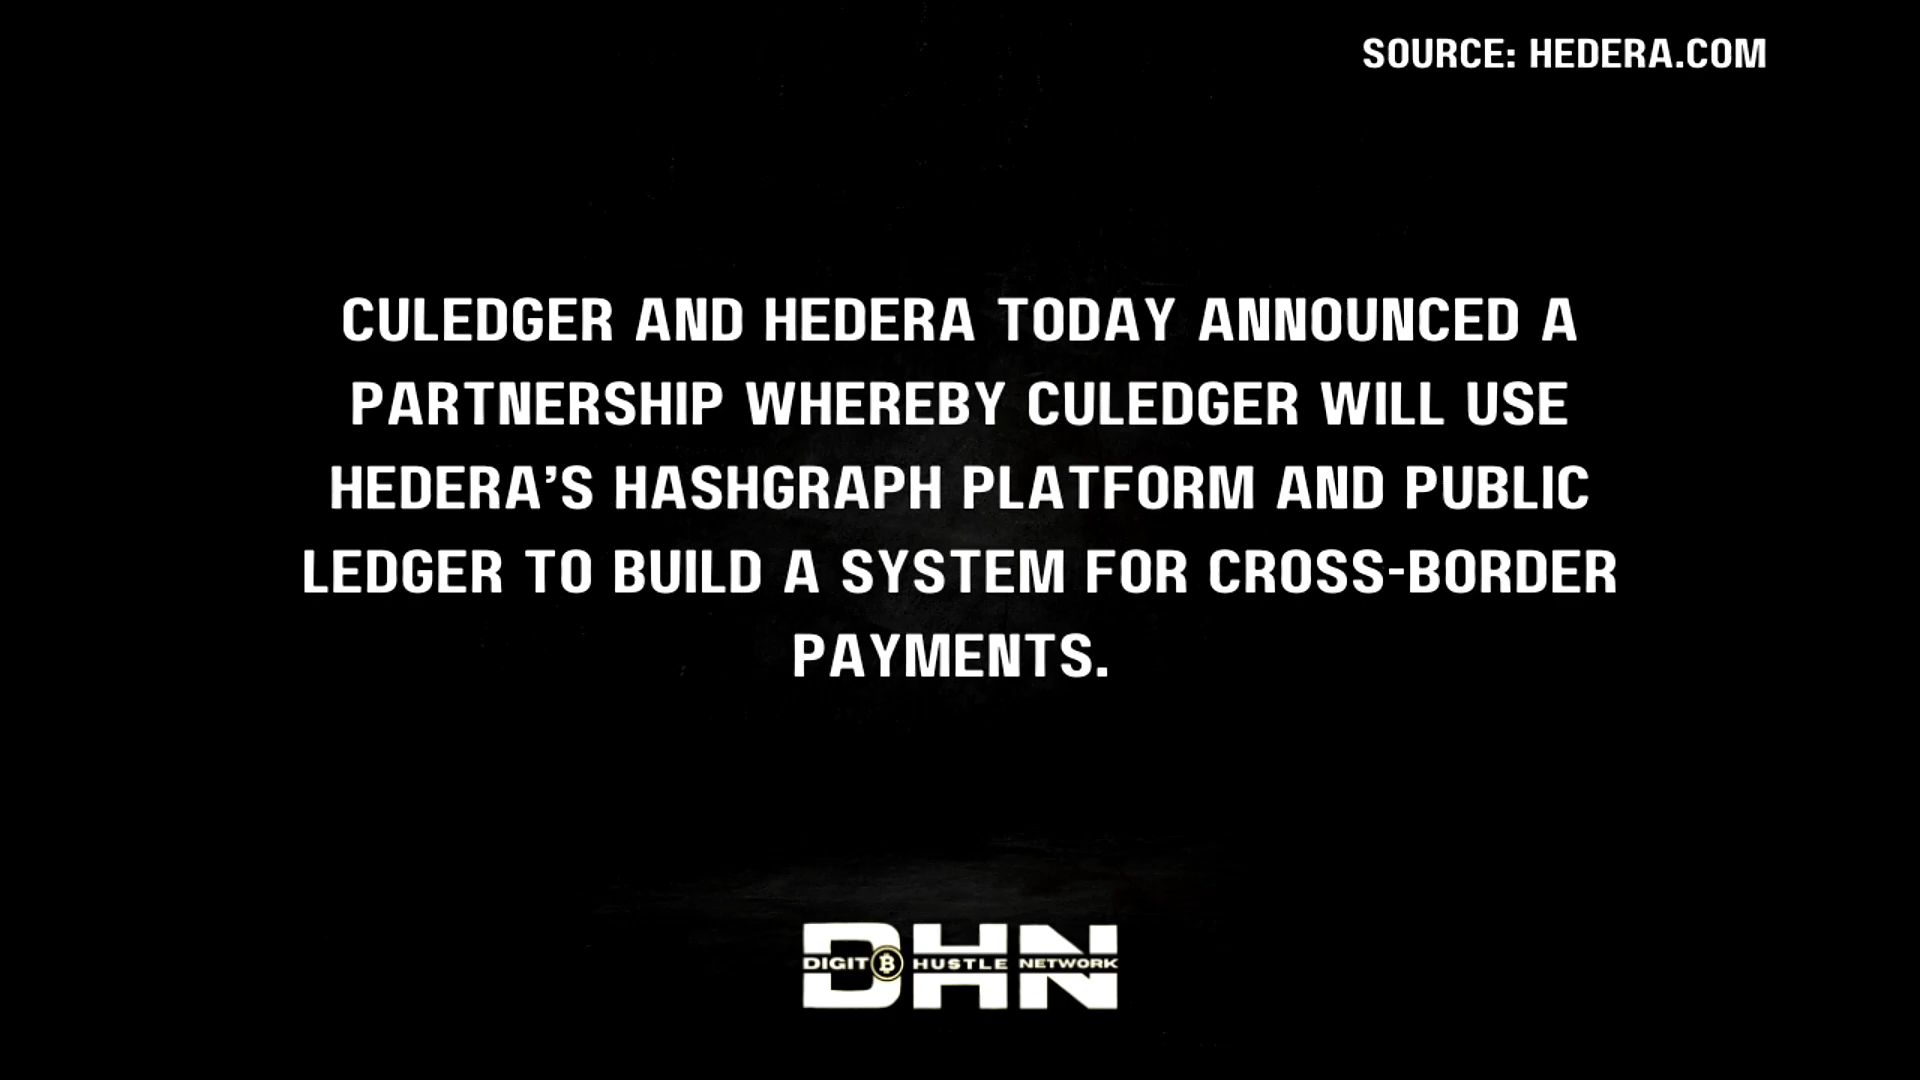 SOURCE: HEDERA.COM
CULEDGER AND HEDERA TODAY ANNOUNCED A
PARTNERSHIP WHEREBY CULEDGER WILL USE
HEDERA’S HASHGRAPH PLATFORM AND PUBLIC
LEDGER TO BUILD A SYSTEM FOR CROSS-BORDER
PAYMENTS.
DHN
DIGIT₿ HUSTLE NETWORK